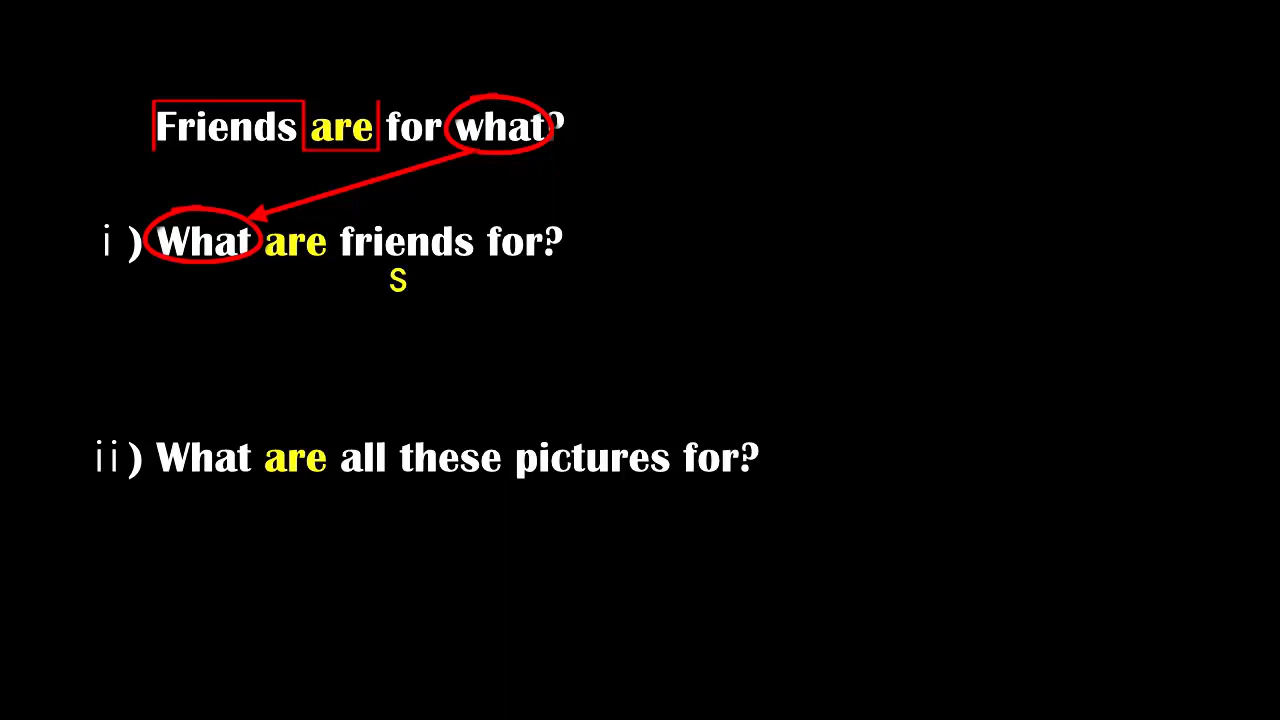 Friends are for what?
i ) What are friends for?
S
ii ) What are all these pictures for?